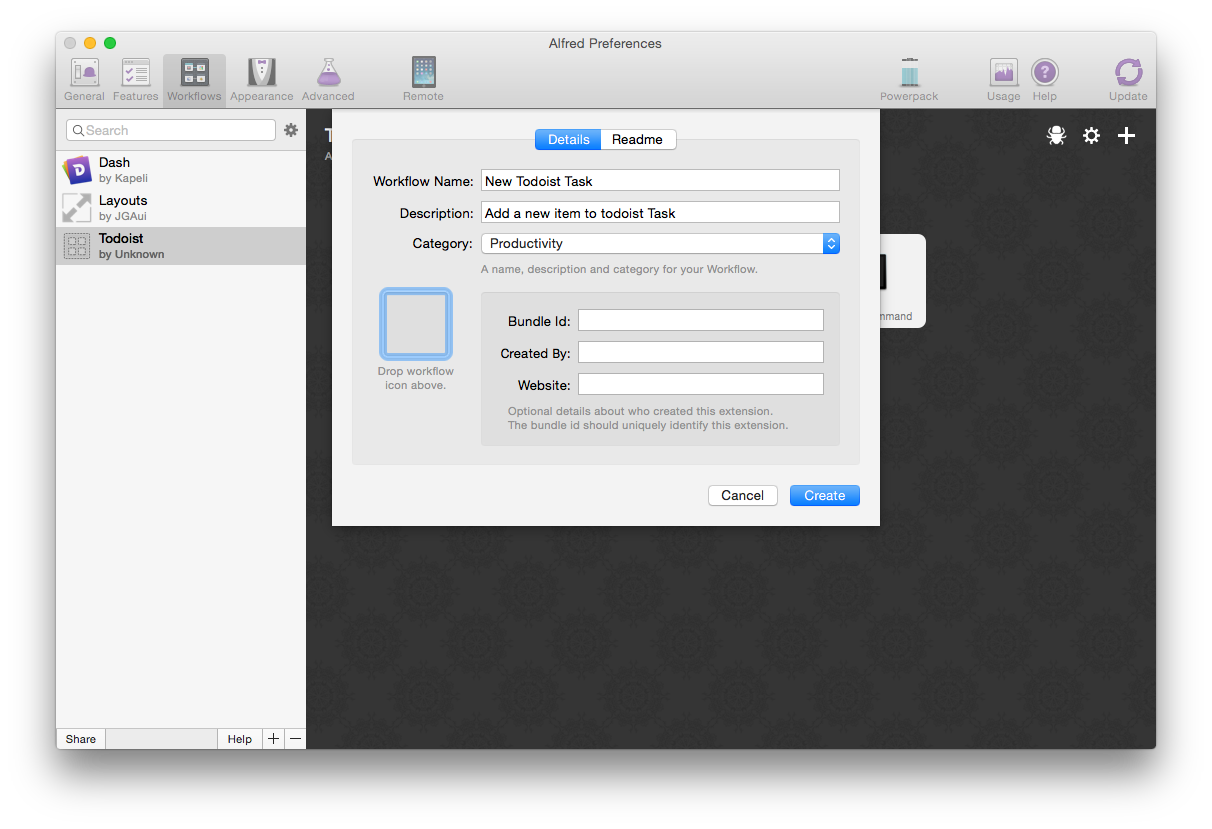 Alfred Preferences
General Features Workflows Appearance Advanced Remote Powerpack Usage Help Update
Search
Dash
by Kapeli
Layouts
by JGAui
Todoist
by Unknown
T
A
Details Readme
Workflow Name: New Todoist Task
Description: Add a new item to todoist Task
Category: Productivity
A name, description and category for your Workflow.
Drop workflow
icon above.
Bundle Id:
Created By:
Website:
Optional details about who created this extension.
The bundle id should uniquely identify this extension.
mmand
Cancel Create
Share Help